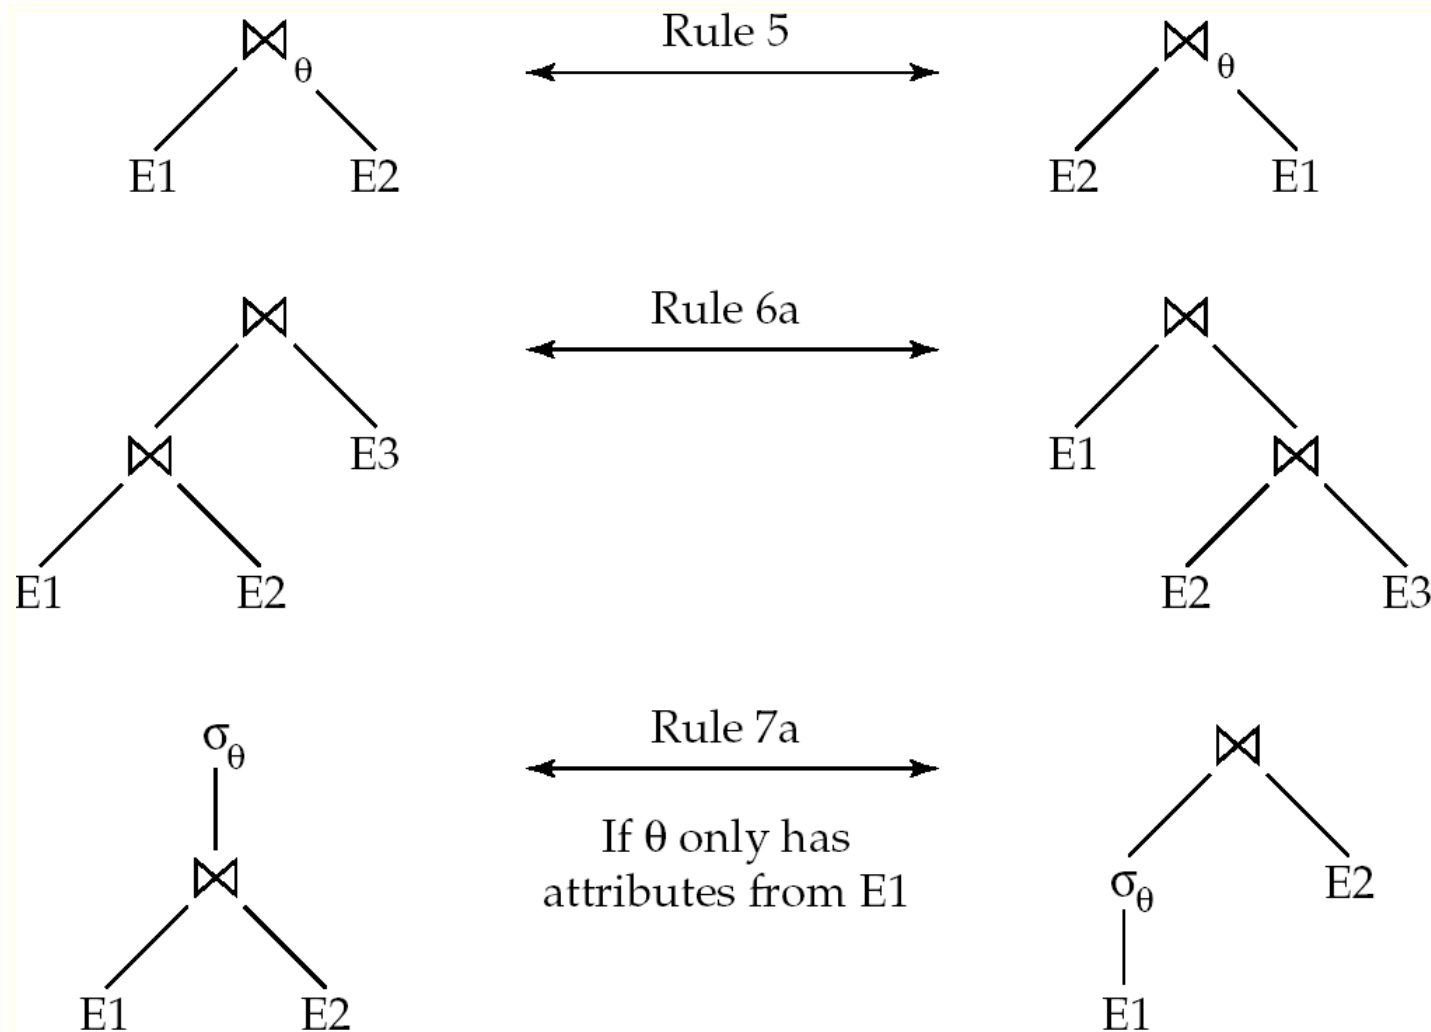 ⋈θ Rule 5 ⋈θ
E1 E2 E2 E1
⋈ Rule 6a ⋈
⋈ E3 E1 ⋈
E1 E2 E2 E3
σθ Rule 7a ⋈
If θ only has
⋈ attributes from E1 σθ E2
E1 E2 E1